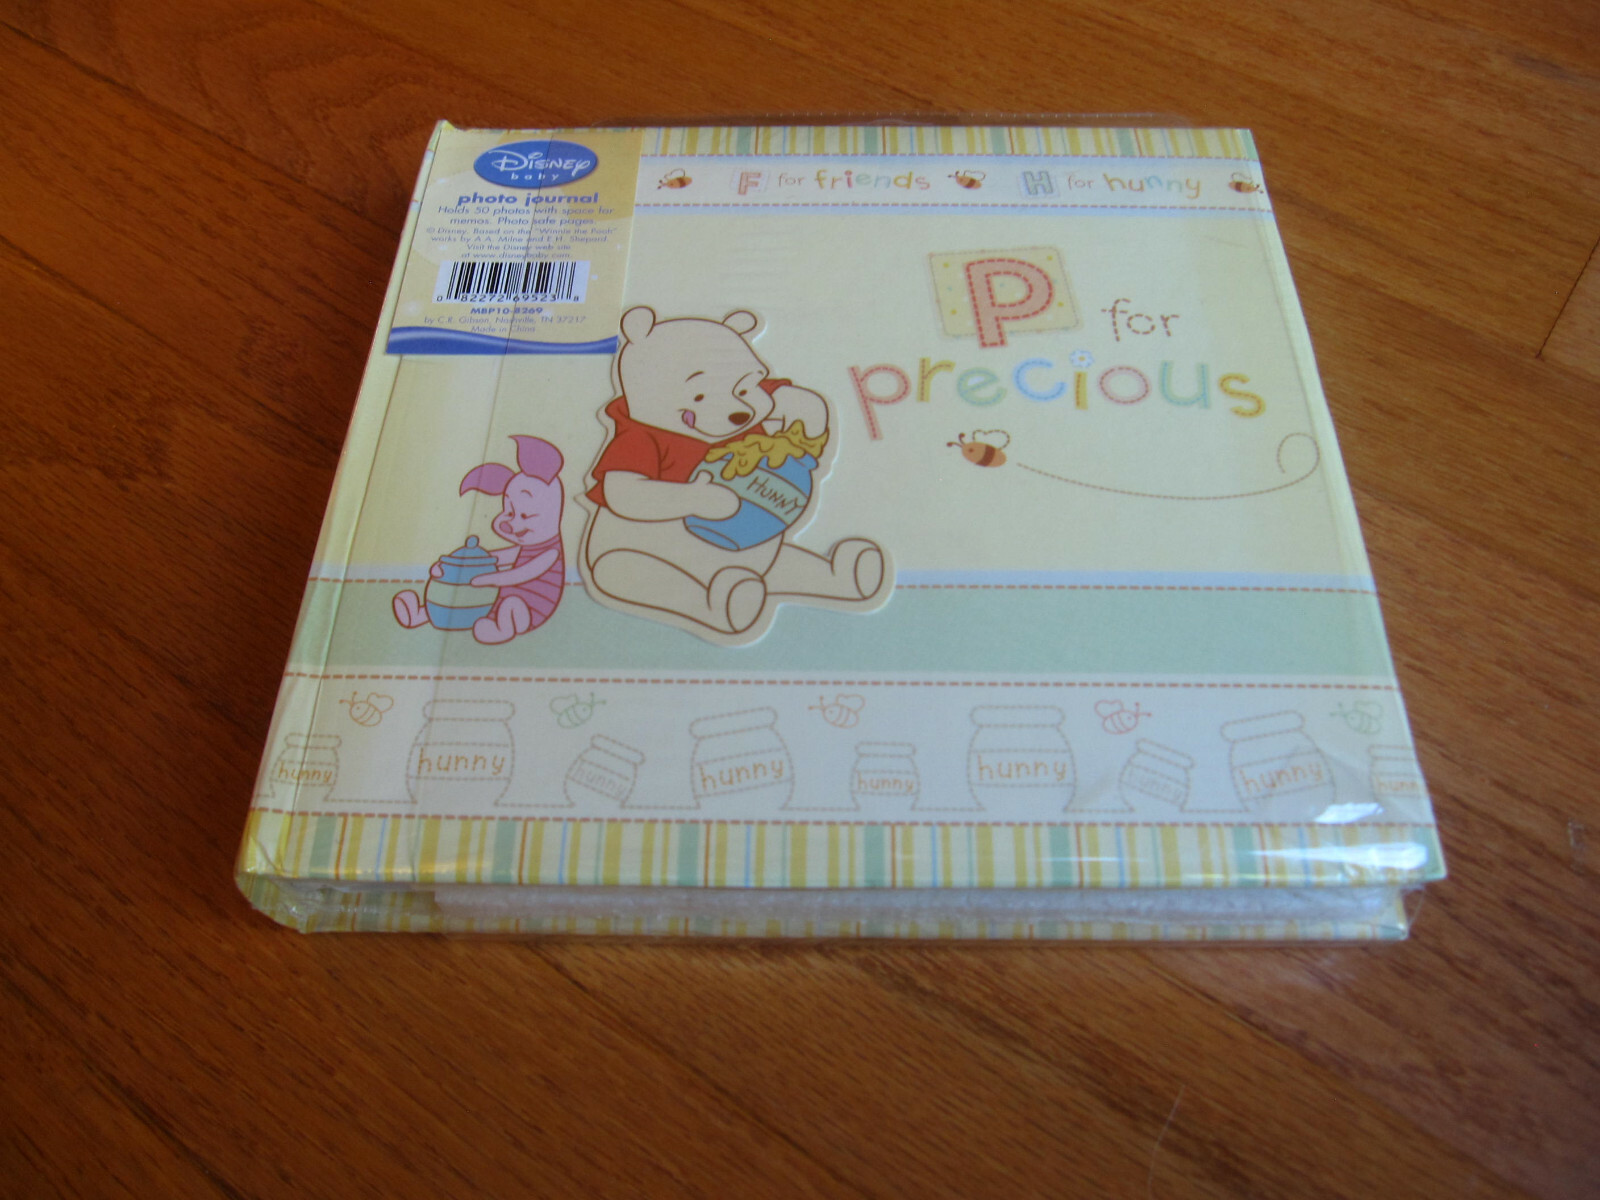 Disney
baby
photo journal
Holds 50 photos with space for
memos. Photo safe pages.
© Disney. Based on the "Winnie the Pooh"
works by A.A. Milne and E.H. Shepard.
Visit the Disney web site
at www.disneybaby.com.
0 82272 69523 8
MBP10-8269
by C.R. Gibson, Nashville, TN 37217
Made in China
F for friends H for hunny
P for
precious
HUNNY
hunny hunny hunny hunny hunny hunny hunny hunny hunn